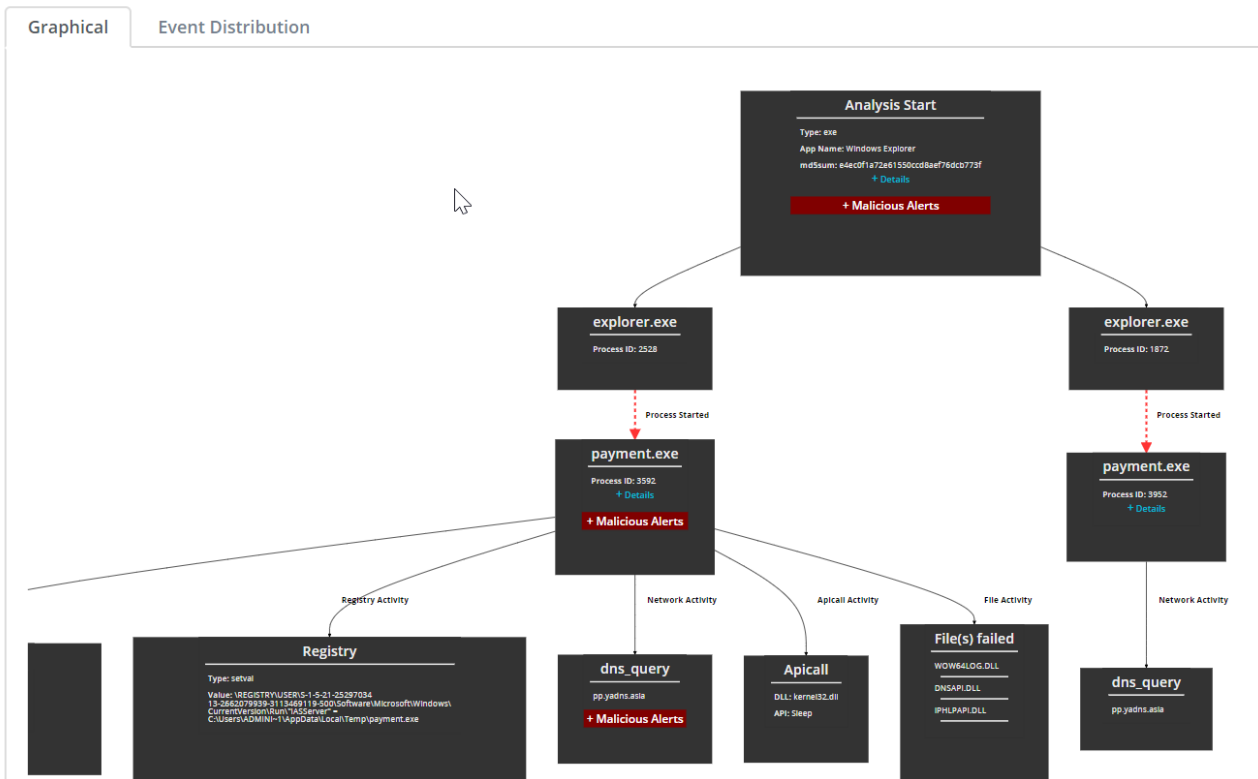 Graphical
Event Distribution
Analysis Start
Type: exe
App Name: Windows Explorer
md5sum: e4ec0f1a72e61550ccd8aef76dcb773f
+ Details
+ Malicious Alerts
explorer.exe
Process ID: 2528
explorer.exe
Process ID: 1872
Process Started
Process Started
payment.exe
Process ID: 3592
+ Details
+ Malicious Alerts
payment.exe
Process ID: 3952
+ Details
Registry Activity
Network Activity
Apicall Activity
File Activity
Network Activity
Registry
Type: setval
Value: \REGISTRY\USER\S-1-5-21-25297034
13-2662079939-3113469119-500\Software\Microsoft\Windows\
CurrentVersion\Run\"IASServer" =
C:\Users\ADMINI~1\AppData\Local\Temp\payment.exe
dns_query
pp.yadns.asia
+ Malicious Alerts
Apicall
DLL: kernel32.dll
API: Sleep
File(s) failed
WOW64LOG.DLL
DNSAPI.DLL
IPHLPAPI.DLL
dns_query
pp.yadns.asia